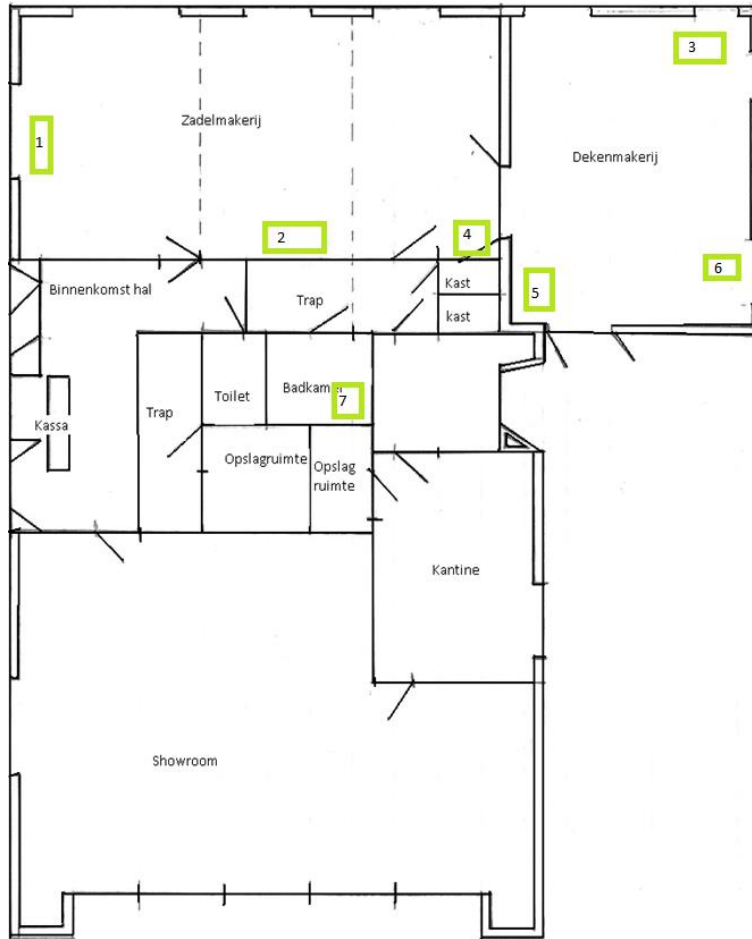 3
Zadelmakerij
1
Dekenmakerij
2
4
6
Binnenkomst hal
Kast
5
Trap
kast
Toilet
Badkamer
7
Kassa
Trap
Opslagruimte
Opslag
ruimte
Kantine
Showroom